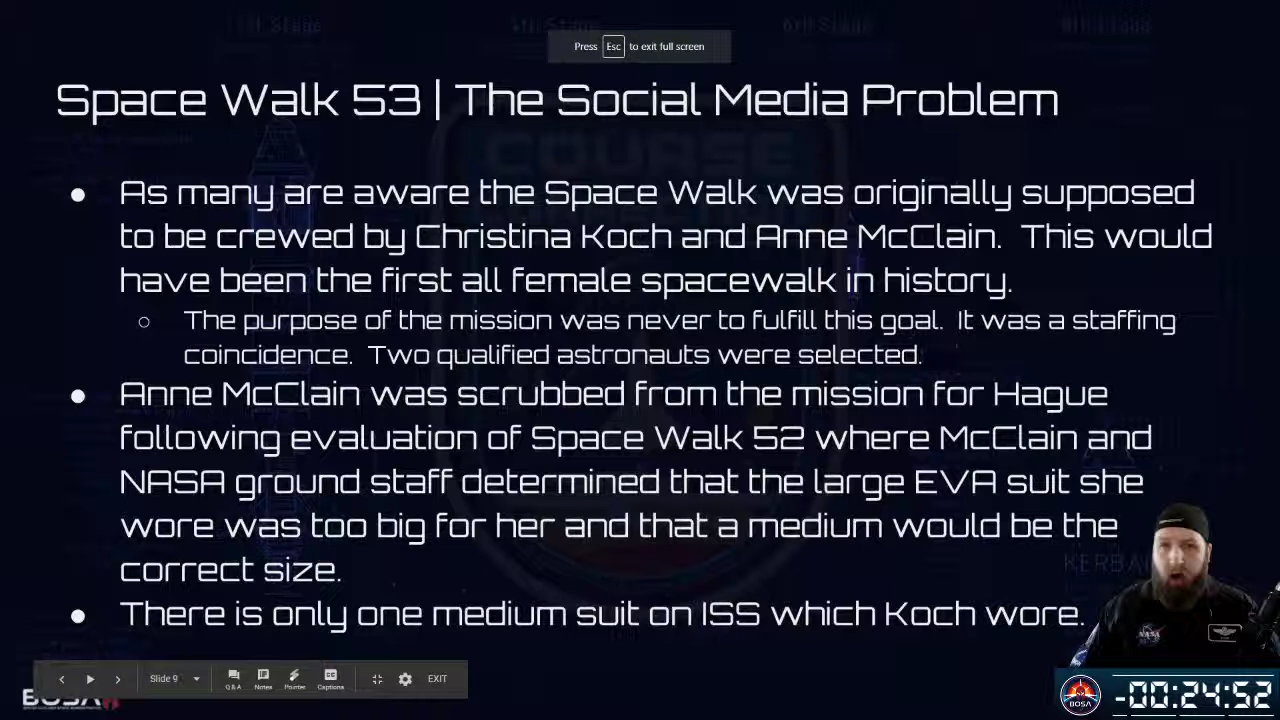 Press Esc to exit full screen
Space Walk 53 | The Social Media Problem
As many are aware the Space Walk was originally supposed
to be crewed by Christina Koch and Anne McClain. This would
have been the first all female spacewalk in history.
The purpose of the mission was never to fulfill this goal. It was a staffing
coincidence. Two qualified astronauts were selected.
Anne McClain was scrubbed from the mission for Hague
following evaluation of Space Walk 52 where McClain and
NASA ground staff determined that the large EVA suit she
wore was too big for her and that a medium would be the
correct size.
There is only one medium suit on ISS which Koch wore.
NASA
Slide 9
Q & A
Notes
Pointer
Captions
EXIT
BOSA
BOSA
-00:24:52